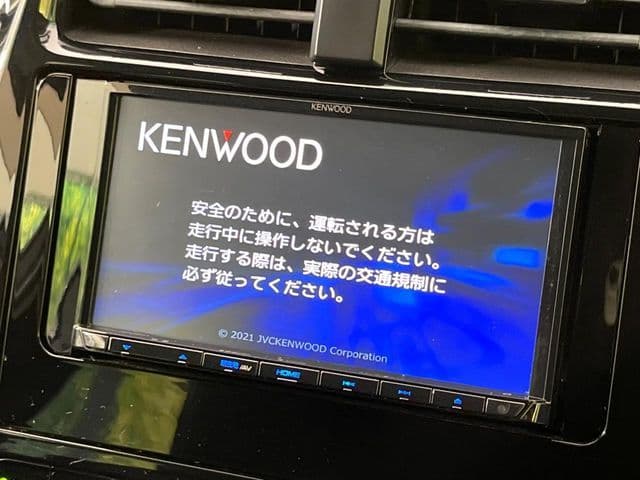 KENWOOD
KENWOOD
安全のために、運転される方は
走行中に操作しないでください。
走行する際は、実際の交通規制に
必ず従ってください。
© 2021 JVCKENWOOD Corporation
AV HOME